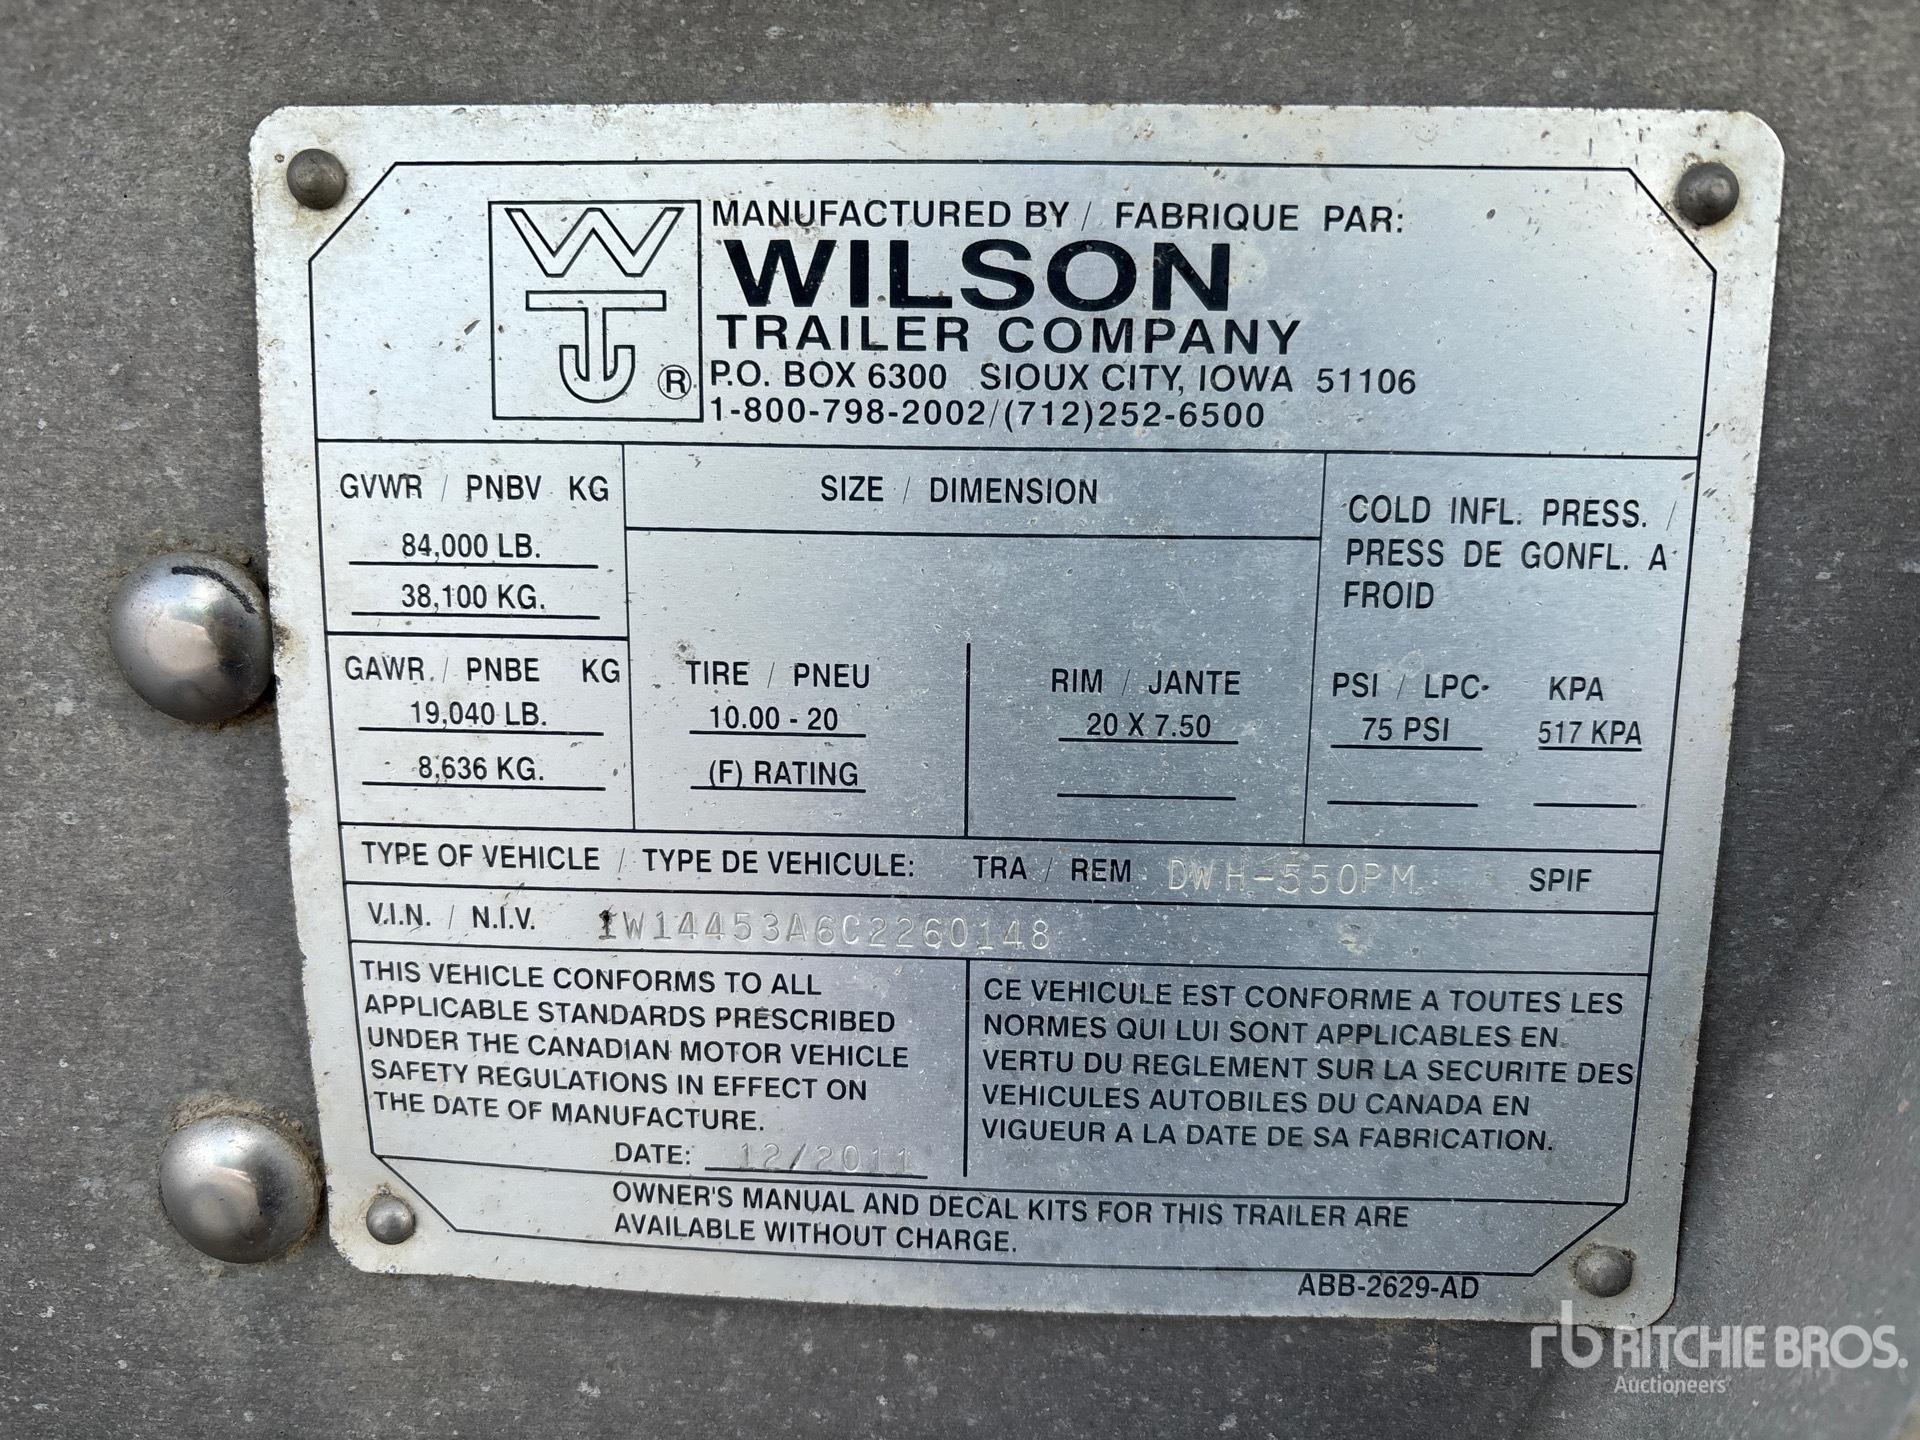 MANUFACTURED BY / FABRIQUE PAR:
WILSON
TRAILER COMPANY
P.O. BOX 6300 SIOUX CITY, IOWA 51106
1-800-798-2002/(712)252-6500
WT
®
GVWR / PNBV KG
84,000 LB.
38,100 KG.
SIZE / DIMENSION
COLD INFL. PRESS. /
PRESS DE GONFL. A
FROID
GAWR. / PNBE KG
19,040 LB.
8,636 KG.
TIRE / PNEU
10.00 - 20
(F) RATING
RIM / JANTE
20 X 7.50
PSI / LPC- KPA
75 PSI 517 KPA
TYPE OF VEHICLE / TYPE DE VEHICULE: TRA / REM DWH-550PM SPIF
V.I.N. / N.I.V. 1W14453A6C2260148
THIS VEHICLE CONFORMS TO ALL
APPLICABLE STANDARDS PRESCRIBED
UNDER THE CANADIAN MOTOR VEHICLE
SAFETY REGULATIONS IN EFFECT ON
THE DATE OF MANUFACTURE.
DATE: 12/2011
CE VEHICULE EST CONFORME A TOUTES LES
NORMES QUI LUI SONT APPLICABLES EN
VERTU DU REGLEMENT SUR LA SECURITE DES
VEHICULES AUTOBILES DU CANADA EN
VIGUEUR A LA DATE DE SA FABRICATION.
OWNER'S MANUAL AND DECAL KITS FOR THIS TRAILER ARE
AVAILABLE WITHOUT CHARGE.
ABB-2629-AD
rb RITCHIE BROS.
Auctioneers